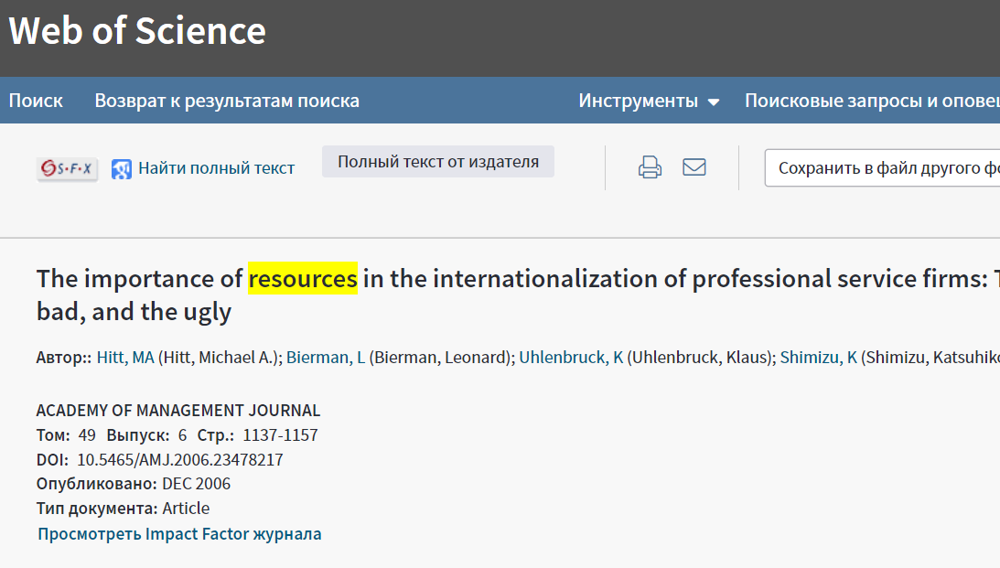 Web of Science
Поиск Возврат к результатам поиска Инструменты Поисковые запросы и опове
S·F·X Найти полный текст Полный текст от издателя Сохранить в файл другого фо
The importance of resources in the internationalization of professional service firms:
bad, and the ugly
Автор:: Hitt, MA (Hitt, Michael A.); Bierman, L (Bierman, Leonard); Uhlenbruck, K (Uhlenbruck, Klaus); Shimizu, K (Shimizu, Katsuhiko
ACADEMY OF MANAGEMENT JOURNAL
Том: 49 Выпуск: 6 Стр.: 1137-1157
DOI: 10.5465/AMJ.2006.23478217
Опубликовано: DEC 2006
Тип документа: Article
Просмотреть Impact Factor журнала